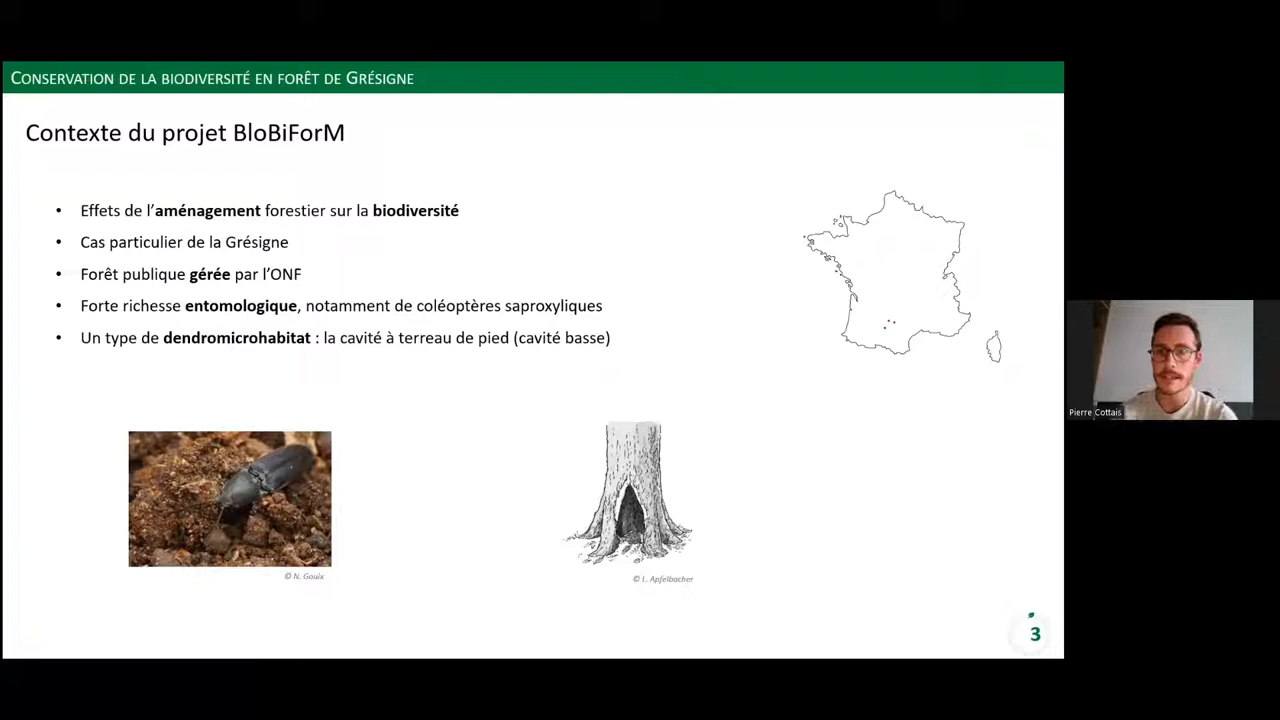 CONSERVATION DE LA BIODIVERSITÉ EN FORÊT DE GRÉSIGNE
Contexte du projet BloBiForM
• Effets de l’aménagement forestier sur la biodiversité
• Cas particulier de la Grésigne
• Forêt publique gérée par l’ONF
• Forte richesse entomologique, notamment de coléoptères saproxyliques
• Un type de dendromicrohabitat : la cavité à terreau de pied (cavité basse)
© N. Gouix
© L. Apfelbacher
3
Pierre Cottais